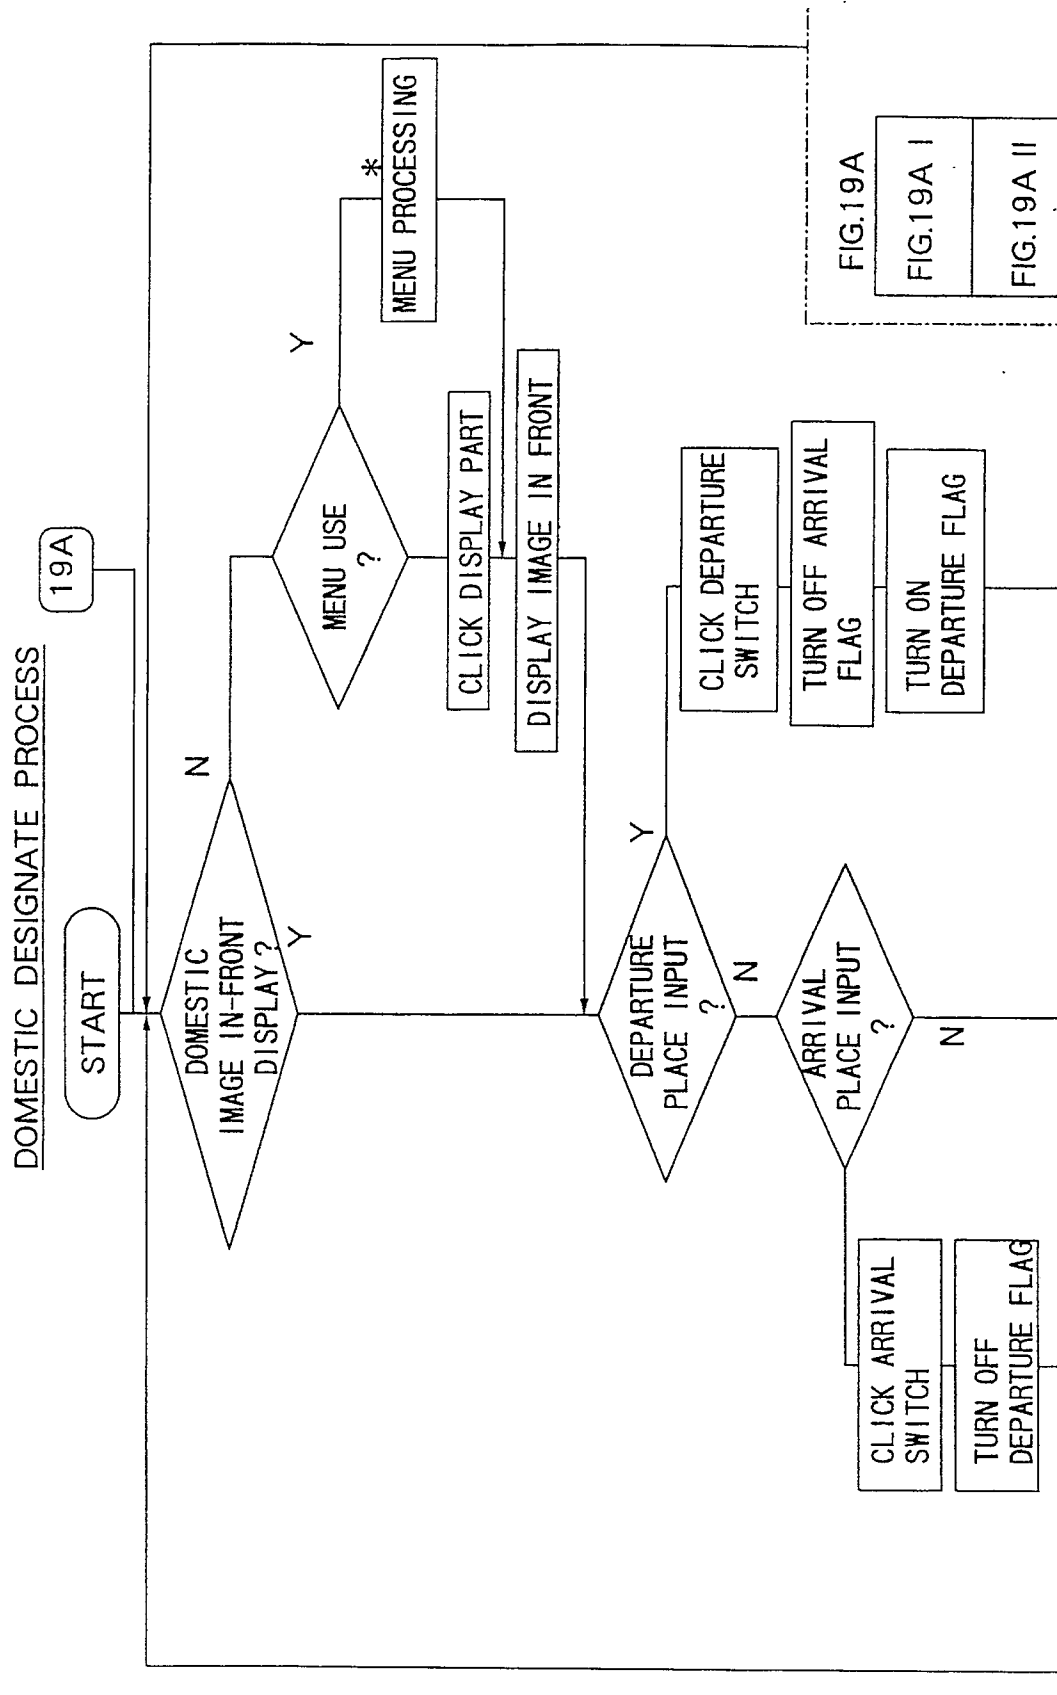 DOMESTIC DESIGNATE PROCESS
START
19A
DOMESTIC
IMAGE IN-FRONT
DISPLAY?
N
Y
MENU USE
?
Y
*
MENU PROCESSING
CLICK DISPLAY PART
DISPLAY IMAGE IN FRONT
DEPARTURE
PLACE INPUT
?
Y
N
CLICK DEPARTURE
SWITCH
TURN OFF ARRIVAL
FLAG
TURN ON
DEPARTURE FLAG
ARRIVAL
PLACE INPUT
?
N
CLICK ARRIVAL
SWITCH
TURN OFF
DEPARTURE FLAG
FIG.19A
FIG.19A I
FIG.19A II